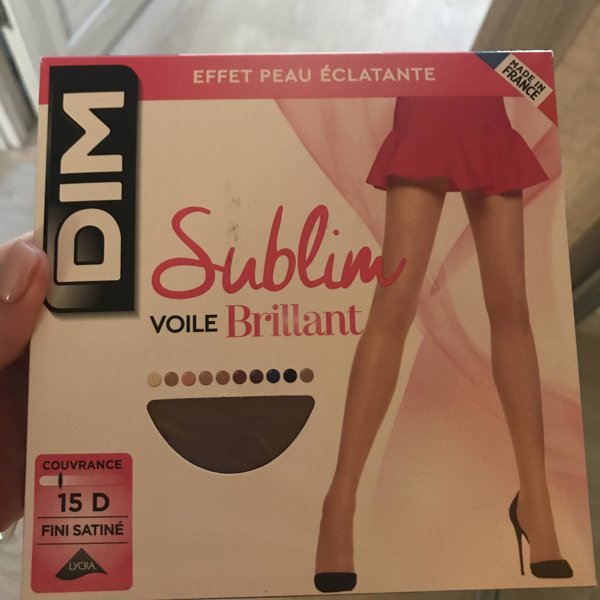 EFFET PEAU ÉCLATANTE
MADE IN
FRANCE
DIM
Sublim
VOILE Brillant
COUVRANCE
15 D
FINI SATINÉ
LYCRA